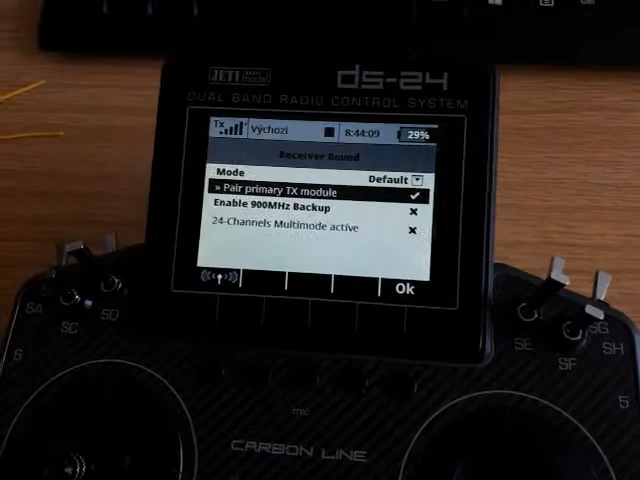 JETI model
ds-24
DUAL BAND RADIO CONTROL SYSTEM
Tx Výchozí 8:44:09 29%
Receiver Bound
Mode Default
» Pair primary TX module
Enable 900MHz Backup
24-Channels Multimode active
Ok
SA
SC
SD
SE
SF
SG
SH
6
5
mic
CARBON LINE